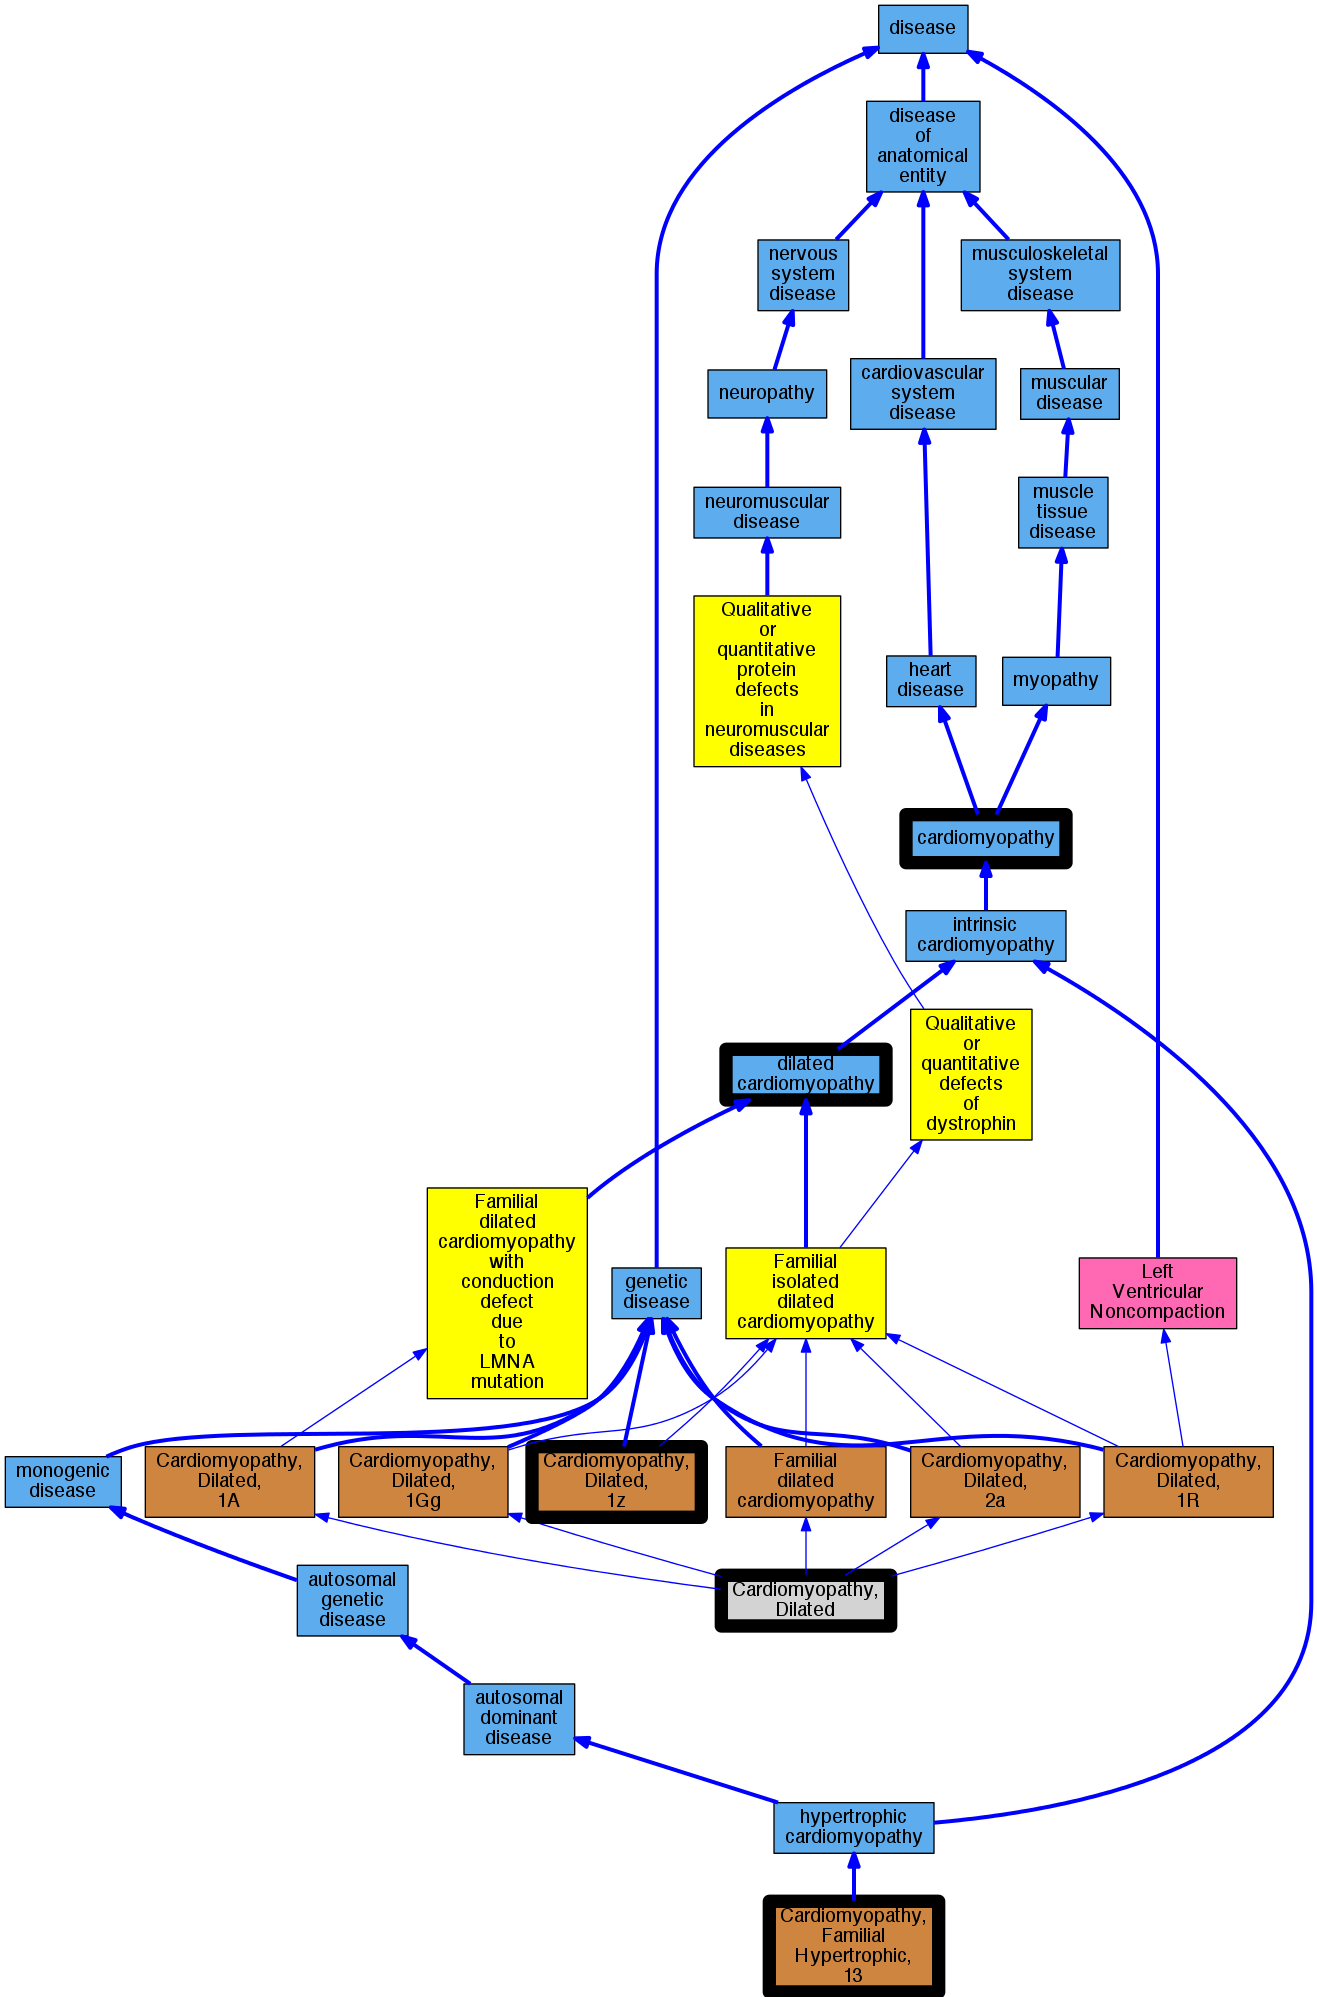 disease
disease
of
anatomical
entity
nervous
system
disease
musculoskeletal
system
disease
neuropathy
cardiovascular
system
disease
muscular
disease
neuromuscular
disease
muscle
tissue
disease
Qualitative
or
quantitative
protein
defects
in
neuromuscular
diseases
heart
disease
myopathy
cardiomyopathy
intrinsic
cardiomyopathy
dilated
cardiomyopathy
Qualitative
or
quantitative
defects
of
dystrophin
Familial
dilated
cardiomyopathy
with
conduction
defect
due
to
LMNA
mutation
genetic
disease
Familial
isolated
dilated
cardiomyopathy
Left
Ventricular
Noncompaction
monogenic
disease
Cardiomyopathy,
Dilated,
1A
Cardiomyopathy,
Dilated,
1Gg
Cardiomyopathy,
Dilated,
1z
Familial
dilated
cardiomyopathy
Cardiomyopathy,
Dilated,
2a
Cardiomyopathy,
Dilated,
1R
autosomal
genetic
disease
Cardiomyopathy,
Dilated
autosomal
dominant
disease
hypertrophic
cardiomyopathy
Cardiomyopathy,
Familial
Hypertrophic,
13